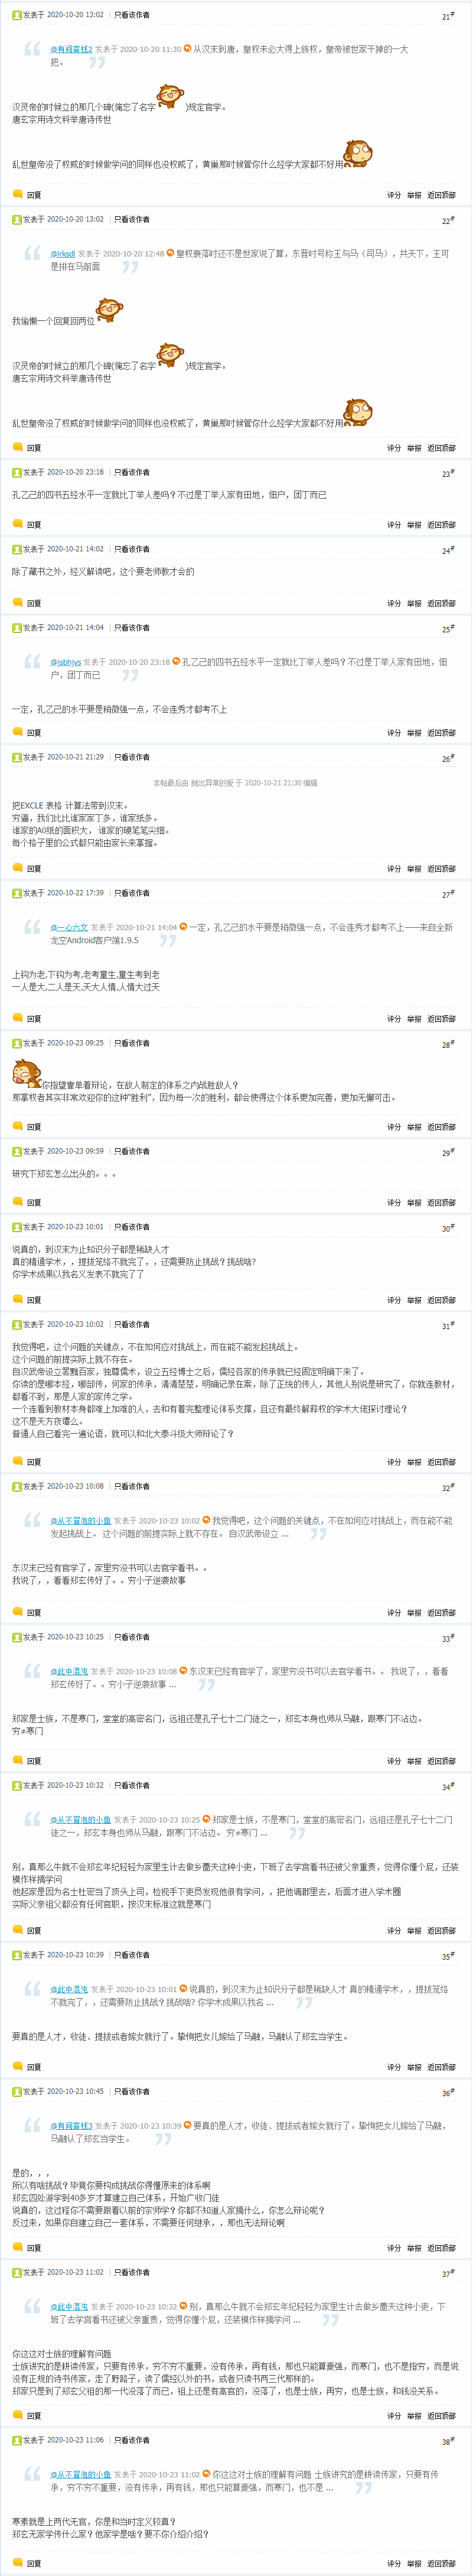 发表于 2020-10-20 13:02 | 只看该作者
21#
@有间客栈2 发表于 2020-10-20 11:30 从汉末到唐，皇权未必大得上族权，皇帝被世家干掉的一大
把。
汉灵帝的时候立的那几个碑(俺忘了名字 )规定官学。
唐玄宗用诗文科举唐诗传世
乱世皇帝没了权威的时候做学问的同样也没权威了，黄巢那时候管你什么经学大家都不好用
回复 评分 举报 返回顶部
发表于 2020-10-20 13:02 | 只看该作者
22#
@lrksdl 发表于 2020-10-20 12:48 皇权衰落时还不是世家说了算，东晋时号称王与马（司马），共天下，王可
是排在马前面
我偷懒一个回复回两位
汉灵帝的时候立的那几个碑(俺忘了名字 )规定官学。
唐玄宗用诗文科举唐诗传世
乱世皇帝没了权威的时候做学问的同样也没权威了，黄巢那时候管你什么经学大家都不好用
回复 评分 举报 返回顶部
发表于 2020-10-20 23:18 | 只看该作者
23#
孔乙己的四书五经水平一定就比丁举人差吗？不过是丁举人家有田地，佃户，团丁而已
回复 评分 举报 返回顶部
发表于 2020-10-21 14:02 | 只看该作者
24#
除了藏书之外，经义解读吧，这个要老师教才会的
回复 评分 举报 返回顶部
发表于 2020-10-21 14:04 | 只看该作者
25#
@jsbhjys 发表于 2020-10-20 23:18 孔乙己的四书五经水平一定就比丁举人差吗？不过是丁举人家有田地，佃
户，团丁而已
一定，孔乙己的水平要是稍微强一点，不会连秀才都考不上
回复 评分 举报 返回顶部
发表于 2020-10-21 21:29 | 只看该作者
26#
本帖最后由 抛出异常的爱 于 2020-10-21 21:30 编辑
把EXCLE 表格 计算法带到汉末。
穷逼，我们比比谁家家丁多，谁家纸多。
谁家的A0纸的面积大， 谁家的硬笔笔尖细。
每个格子里的公式都只能由家长来掌握。
回复 评分 举报 返回顶部
发表于 2020-10-22 17:39 | 只看该作者
27#
@一心六文 发表于 2020-10-21 14:04 一定，孔乙己的水平要是稍微强一点，不会连秀才都考不上——来自全新
龙空Android客户端1.9.5
上钩为老,下钩为考,老考童生,童生考到老
一人是大,二人是天,天大人情,人情大过天
回复 评分 举报 返回顶部
发表于 2020-10-23 09:25 | 只看该作者
28#
你指望靠单着辩论，在敌人制定的体系之内战胜敌人？
那掌权者其实非常欢迎你的这种“胜利”，因为每一次的胜利，都会使得这个体系更加完善，更加无懈可击。
回复 评分 举报 返回顶部
发表于 2020-10-23 09:59 | 只看该作者
29#
研究下郑玄怎么出头的。。。
回复 评分 举报 返回顶部
发表于 2020-10-23 10:01 | 只看该作者
30#
说真的，到汉末为止知识分子都是稀缺人才
真的精通学术，，提拔笼络不就完了，，还需要防止挑战？挑战啥？
你学术成果以我名义发表不就完了了
回复 评分 举报 返回顶部
发表于 2020-10-23 10:02 | 只看该作者
31#
我觉得吧，这个问题的关键点，不在如何应对挑战上，而在能不能发起挑战上。
这个问题的前提实际上就不存在。
自汉武帝设立罢黜百家，独尊儒术，设立五经博士之后，儒经各家的传承就已经固定明确下来了。
你读的是哪本经，哪部传，何家的传承，清清楚楚，明确记录在案，除了正统的传人，其他人别说是研究了，你就连教材，
都看不到，那是人家的家传之学。
一个连看到教材本身都难上加难的人，去和有着完整理论体系支撑，且还有最终解释权的学术大佬探讨理论？
这不是天方夜谭么。
普通人自己看完一遍论语，就可以和北大泰斗级大师辩论了？
回复 评分 举报 返回顶部
发表于 2020-10-23 10:08 | 只看该作者
32#
@从不冒泡的小鱼 发表于 2020-10-23 10:02 我觉得吧，这个问题的关键点，不在如何应对挑战上，而在能不能
发起挑战上。 这个问题的前提实际上就不存在。 自汉武帝设立 ...
东汉末已经有官学了，家里穷没书可以去官学看书。。
我说了，，看看郑玄传好了。。穷小子逆袭故事
回复 评分 举报 返回顶部
发表于 2020-10-23 10:25 | 只看该作者
33#
@此中混沌 发表于 2020-10-23 10:08 东汉末已经有官学了，家里穷没书可以去官学看书。。 我说了，，看看
郑玄传好了。。穷小子逆袭故事 ...
郑家是士族，不是寒门，堂堂的高密名门，远祖还是孔子七十二门徒之一，郑玄本身也师从马融，跟寒门不沾边。
穷≠寒门
回复 评分 举报 返回顶部
发表于 2020-10-23 10:32 | 只看该作者
34#
@从不冒泡的小鱼 发表于 2020-10-23 10:25 郑家是士族，不是寒门，堂堂的高密名门，远祖还是孔子七十二门
徒之一，郑玄本身也师从马融，跟寒门不沾边。 穷≠寒门 ...
别，真那么牛就不会郑玄年纪轻轻为家里生计去做乡啬夫这种小吏，下班了去学宫看书还被父亲重责，觉得你懂个屁，还装
模作样搞学问
他起家是因为名士杜密当了顶头上司，检视手下吏员发现他很有学问，，把他调郡里去，后面才进入学术圈
实际父亲祖父都没有任何官职，按汉末标准这就是寒门
回复 评分 举报 返回顶部
发表于 2020-10-23 10:39 | 只看该作者
35#
@此中混沌 发表于 2020-10-23 10:01 说真的，到汉末为止知识分子都是稀缺人才 真的精通学术，，提拔笼络
不就完了，，还需要防止挑战？挑战啥？ 你学术成果以我名 ...
要真的是人才，收徒、提拔或者嫁女就行了。挚恂把女儿嫁给了马融，马融认了郑玄当学生。
回复 评分 举报 返回顶部
发表于 2020-10-23 10:45 | 只看该作者
36#
@有间客栈3 发表于 2020-10-23 10:39 要真的是人才，收徒、提拔或者嫁女就行了。挚恂把女儿嫁给了马融，
马融认了郑玄当学生。
是的，，，
所以有啥挑战？毕竟你要构成挑战你得懂原来的体系啊
郑玄四处游学到40多岁才算建立自己体系，开始广收门徒
说真的，这过程你不需要跟着以前的宗师学？你都不知道人家搞什么，你怎么辩论呢？
反过来，如果你自建立自己一套体系，不需要任何继承，，那也无法辩论啊
回复 评分 举报 返回顶部
发表于 2020-10-23 11:02 | 只看该作者
37#
@此中混沌 发表于 2020-10-23 10:32 别，真那么牛就不会郑玄年纪轻轻为家里生计去做乡啬夫这种小吏，下
班了去学宫看书还被父亲重责，觉得你懂个屁，还装模作样搞学问 ...
你这这对士族的理解有问题
士族讲究的是耕读传家，只要有传承，穷不穷不重要，没有传承，再有钱，那也只能算豪强，而寒门，也不是指穷，而是说
没有正规的诗书传家，走了野路子，读了儒经以外的书，或者只读书两三代那样的。
郑家只是到了郑玄父祖的那一代没落了而已，祖上还是有高官的，没落了，也是士族，再穷，也是士族，和钱没关系。
回复 评分 举报 返回顶部
发表于 2020-10-23 11:06 | 只看该作者
38#
@从不冒泡的小鱼 发表于 2020-10-23 11:02 你这这对士族的理解有问题 士族讲究的是耕读传家，只要有传
承，穷不穷不重要，没有传承，再有钱，那也只能算豪强，而寒门，也不是 ...
寒素就是上两代无官，你是和当时定义较真？
郑玄无家学传什么家？他家学是啥？要不你介绍介绍？
回复 评分 举报 返回顶部